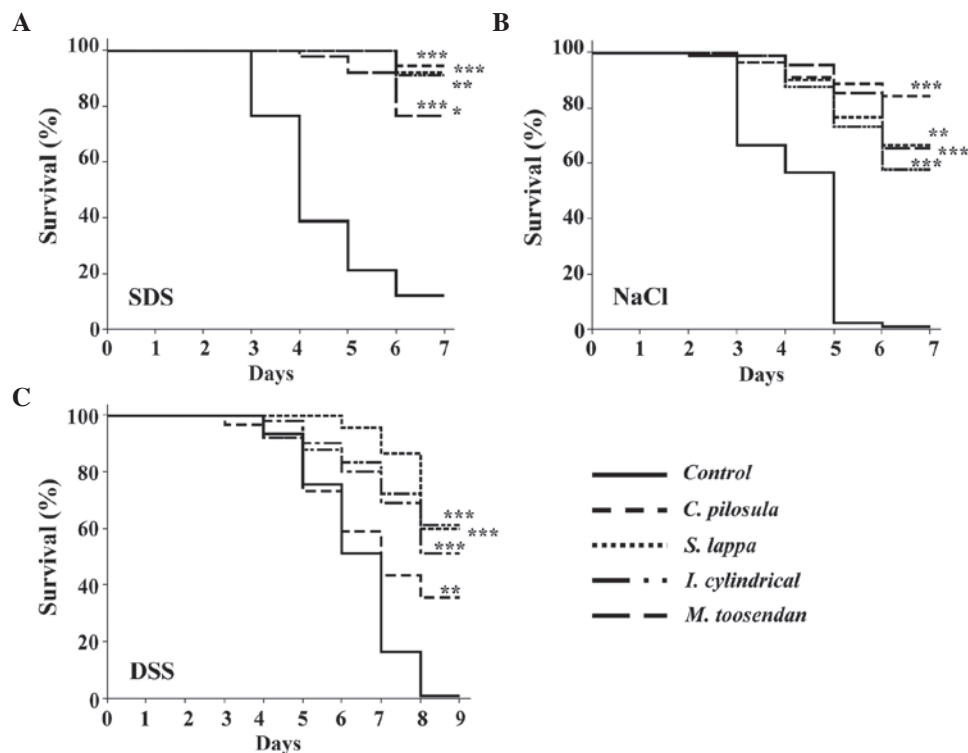 A
Survival (%)
100
80
60
40
20
0
0 1 2 3 4 5 6 7
Days
SDS
***
***
**
***
*
B
Survival (%)
100
80
60
40
20
0
0 1 2 3 4 5 6 7
Days
NaCl
***
**
***
***
C
Survival (%)
100
80
60
40
20
0
0 1 2 3 4 5 6 7 8 9
Days
DSS
***
***
***
**
Control
C. pilosula
S. lappa
I. cylindrical
M. toosendan